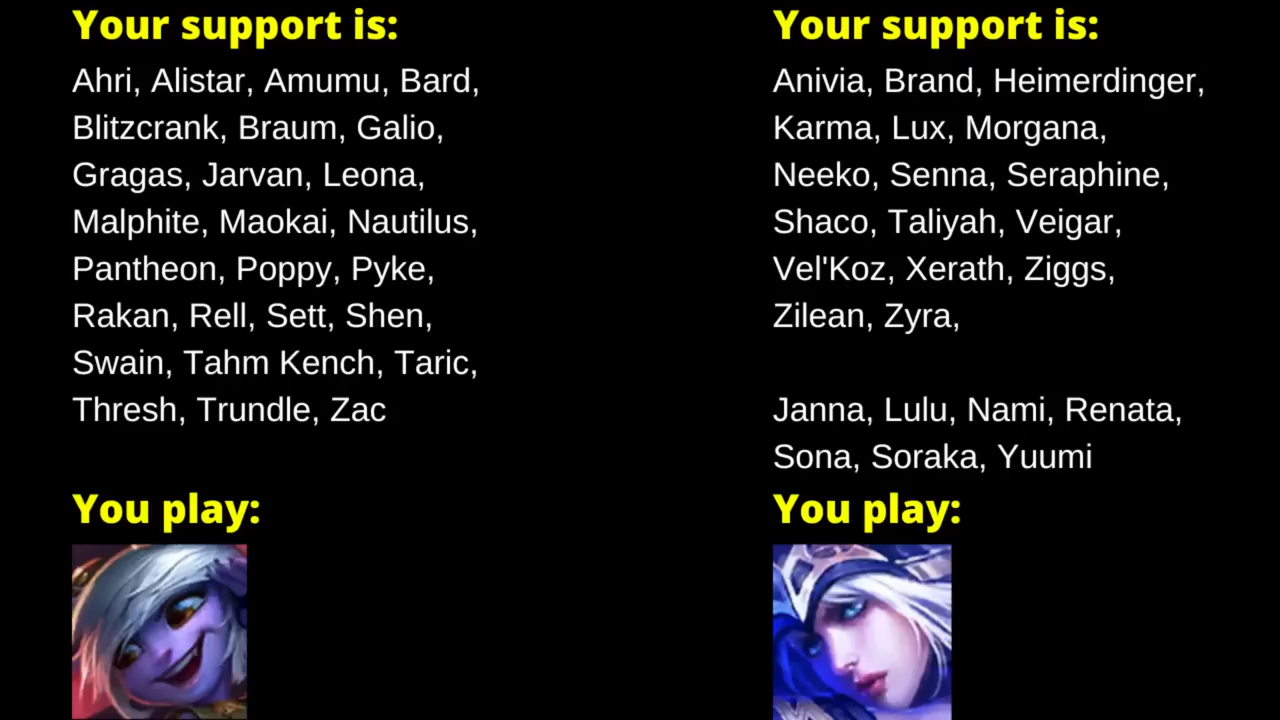 Your support is:
Ahri, Alistar, Amumu, Bard,
Blitzcrank, Braum, Galio,
Gragas, Jarvan, Leona,
Malphite, Maokai, Nautilus,
Pantheon, Poppy, Pyke,
Rakan, Rell, Sett, Shen,
Swain, Tahm Kench, Taric,
Thresh, Trundle, Zac
You play:
Your support is:
Anivia, Brand, Heimerdinger,
Karma, Lux, Morgana,
Neeko, Senna, Seraphine,
Shaco, Taliyah, Veigar,
Vel'Koz, Xerath, Ziggs,
Zilean, Zyra,
Janna, Lulu, Nami, Renata,
Sona, Soraka, Yuumi
You play: